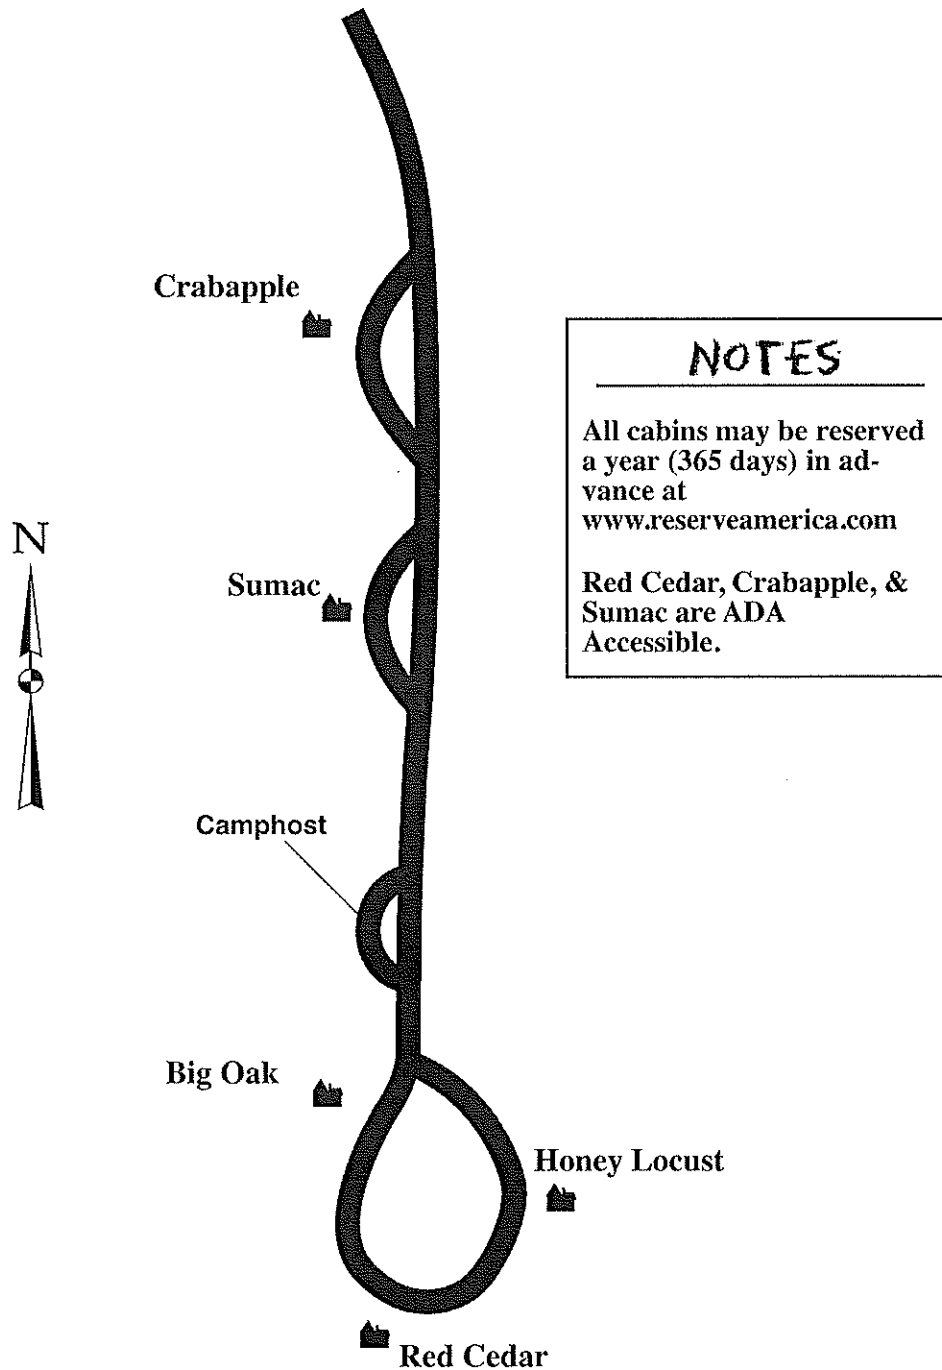 Crabapple
NOTES
All cabins may be reserved
a year (365 days) in ad-
vance at
www.reserveamerica.com
Red Cedar, Crabapple, &
Sumac are ADA
Accessible.
N
Sumac
Camphost
Big Oak
Honey Locust
Red Cedar